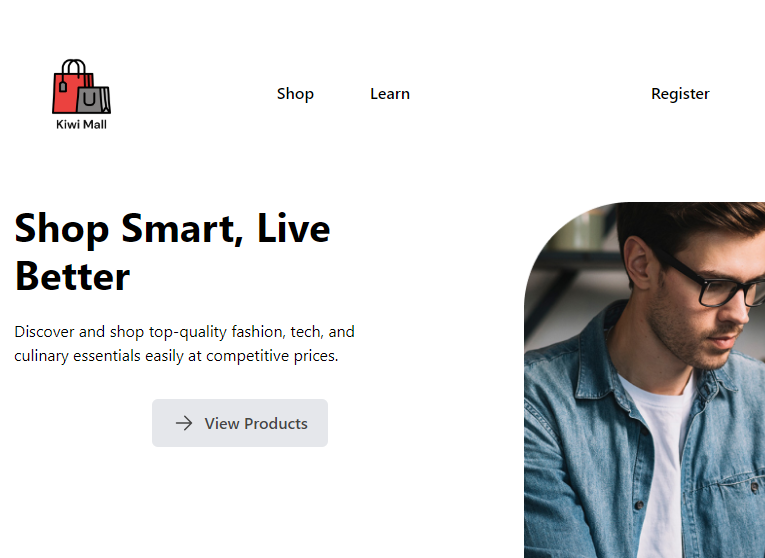 Kiwi Mall
Shop
Learn
Register
Shop Smart, Live
Better
Discover and shop top-quality fashion, tech, and
culinary essentials easily at competitive prices.
View Products